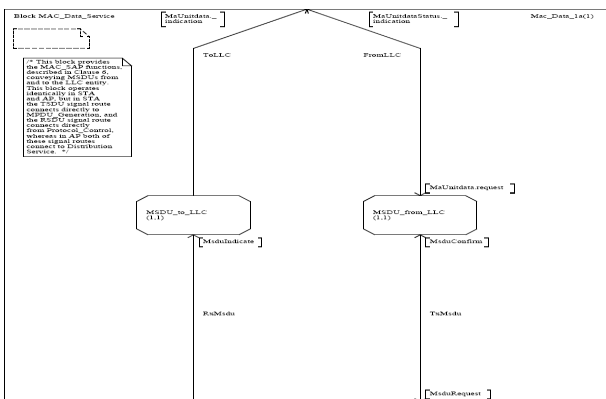 Block MAC_Data_Service
MaUnitdata._
indication
MaUnitdataStatus._
indication
Mac_Data_1a(1)
/* This block provides
the MAC_SAP functions,
described in Clause 6,
conveying MSDUs from
and to the LLC entity.
This block operates
identically in STA
and AP, but in STA
the TSDU signal route
connects directly to
MPDU_Generation, and
the RSDU signal route
connects directly
from Protocol_Control,
whereas in AP both of
these signal routes
connect to Distribution
Service. */
ToLLC
FromLLC
MaUnitdata.request
MSDU_to_LLC
(1,1)
MSDU_from_LLC
(1,1)
MsduIndicate
MsduConfirm
RxMsdu
TxMsdu
MsduRequest